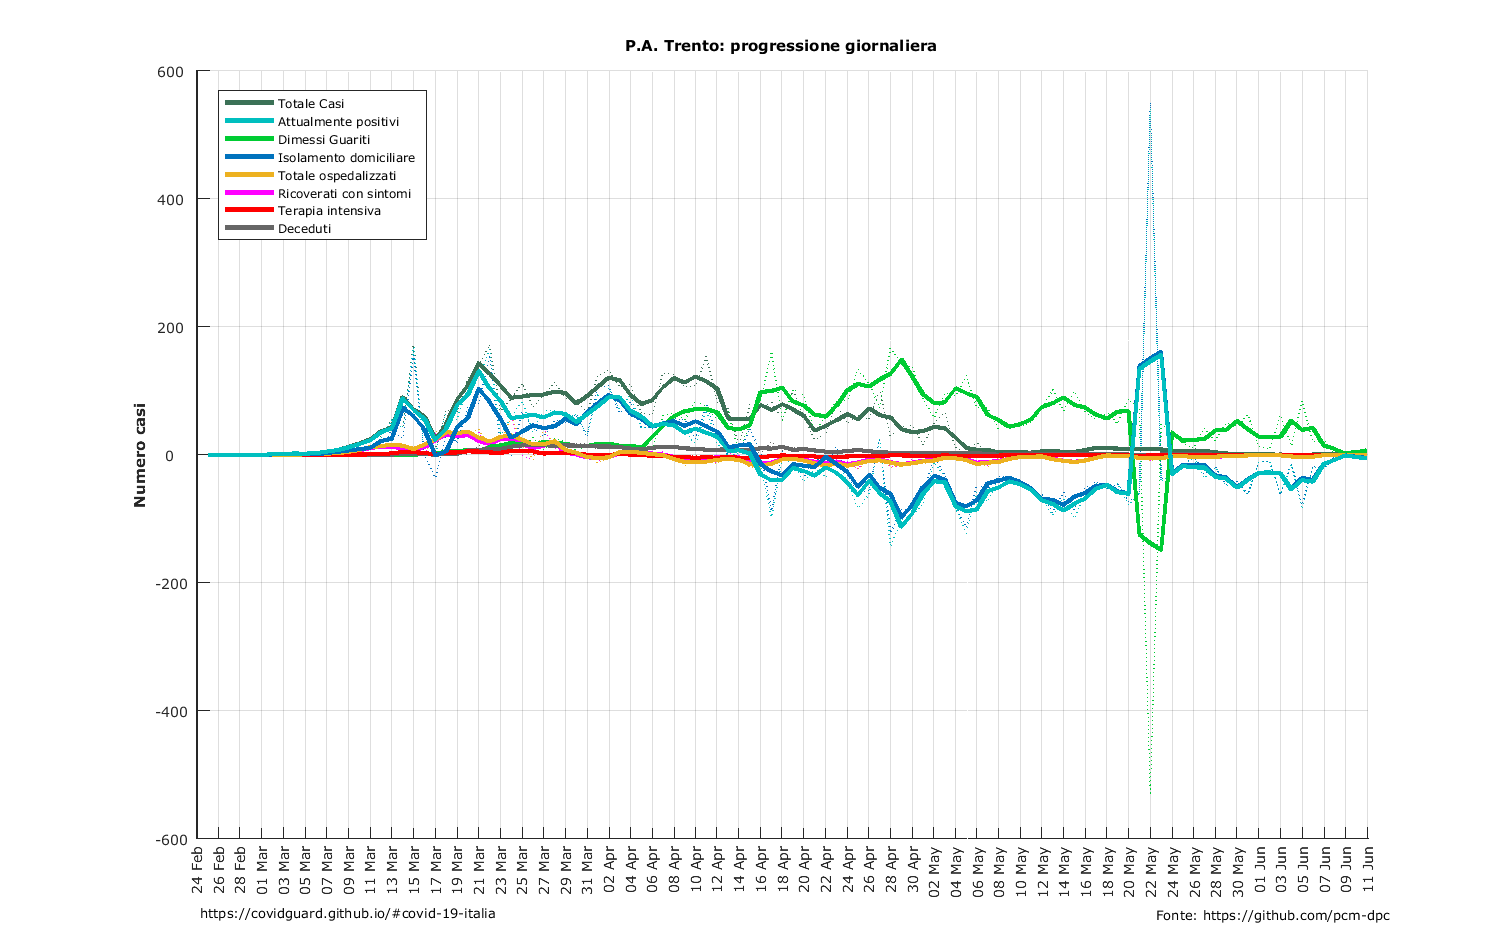 P.A. Trento: progressione giornaliera
Numero casi
600
400
200
0
-200
-400
-600
Totale Casi
Attualmente positivi
Dimessi Guariti
Isolamento domiciliare
Totale ospedalizzati
Ricoverati con sintomi
Terapia intensiva
Deceduti
24 Feb
26 Feb
28 Feb
01 Mar
03 Mar
05 Mar
07 Mar
09 Mar
11 Mar
13 Mar
15 Mar
17 Mar
19 Mar
21 Mar
23 Mar
25 Mar
27 Mar
29 Mar
31 Mar
02 Apr
04 Apr
06 Apr
08 Apr
10 Apr
12 Apr
14 Apr
16 Apr
18 Apr
20 Apr
22 Apr
24 Apr
26 Apr
28 Apr
30 Apr
02 May
04 May
06 May
08 May
10 May
12 May
14 May
16 May
18 May
20 May
22 May
24 May
26 May
28 May
30 May
01 Jun
03 Jun
05 Jun
07 Jun
09 Jun
11 Jun
https://covidguard.github.io/#covid-19-italia
Fonte: https://github.com/pcm-dpc